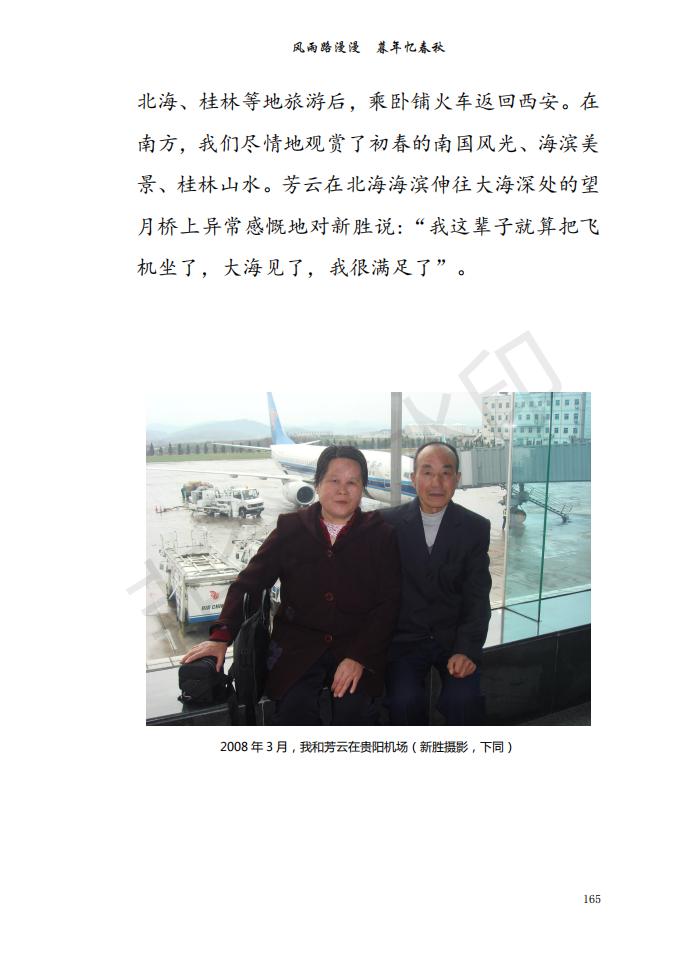 风雨路漫漫 暮年忆春秋
北海、桂林等地旅游后，乘卧铺火车返回西安。在
南方，我们尽情地观赏了初春的南国风光、海滨美
景、桂林山水。芳云在北海海滨伸往大海深处的望
月桥上异常感慨地对新胜说：“我这辈子就算把飞
机坐了，大海见了，我很满足了”。
水印
AIR CHINA
2008 年 3 月，我和芳云在贵阳机场（新胜摄影，下同）
165